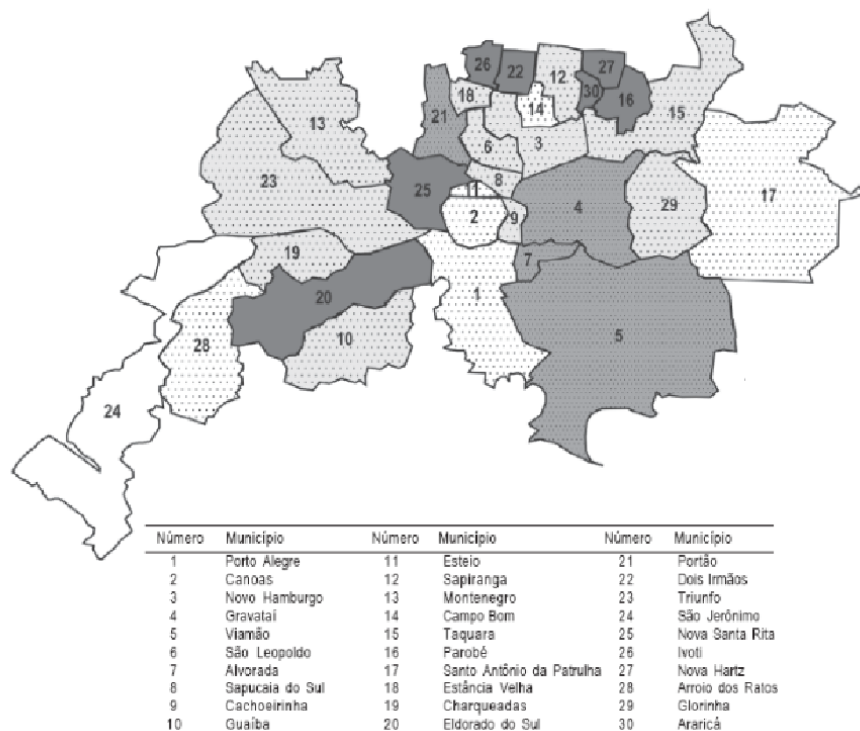 26
22
12
27
30
16
18
14
15
21
13
6
3
23
25
8
11
17
29
4
2
9
19
7
20
1
10
28
5
24
Número Município Número Município Número Município
1 Porto Alegre 11 Esteio 21 Portão
2 Canoas 12 Sapiranga 22 Dois Irmãos
3 Novo Hamburgo 13 Montenegro 23 Triunfo
4 Gravataí 14 Campo Bom 24 São Jerônimo
5 Viamão 15 Taquara 25 Nova Santa Rita
6 São Leopoldo 16 Parobé 26 Ivoti
7 Alvorada 17 Santo Antônio da Patrulha 27 Nova Hartz
8 Sapucaia do Sul 18 Estância Velha 28 Arroio dos Ratos
9 Cachoeirinha 19 Charqueadas 29 Glorinha
10 Guaíba 20 Eldorado do Sul 30 Araricá